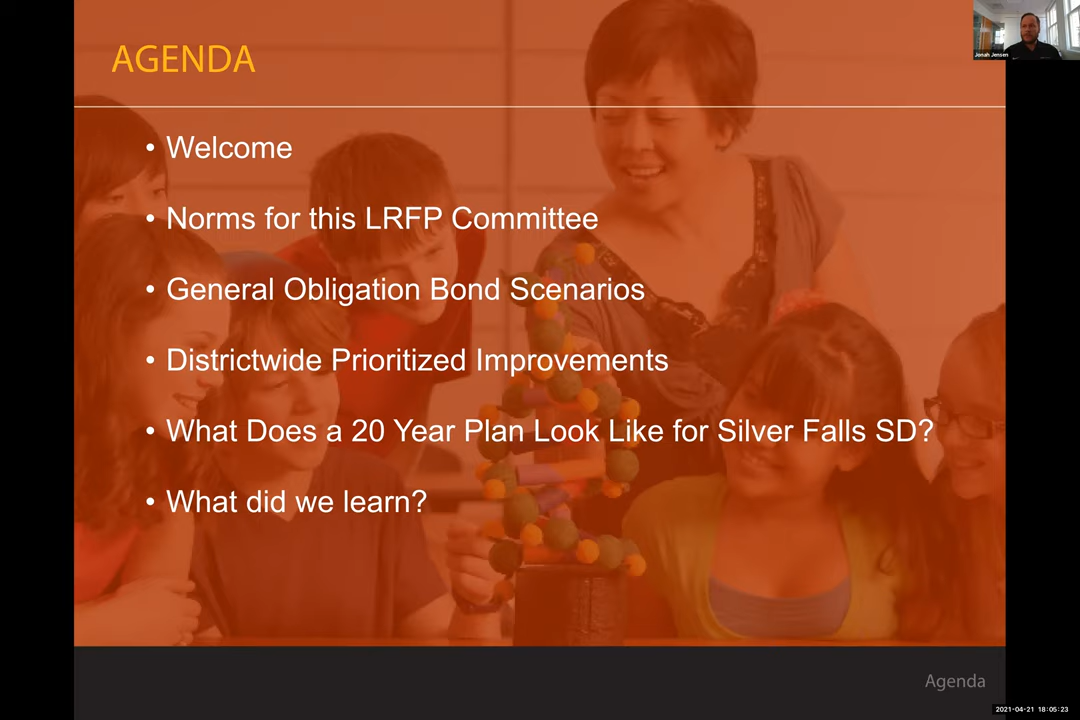 AGENDA
Jonah Jensen
• Welcome
• Norms for this LRFP Committee
• General Obligation Bond Scenarios
• Districtwide Prioritized Improvements
• What Does a 20 Year Plan Look Like for Silver Falls SD?
• What did we learn?
Agenda
2021-04-21 18:05:23